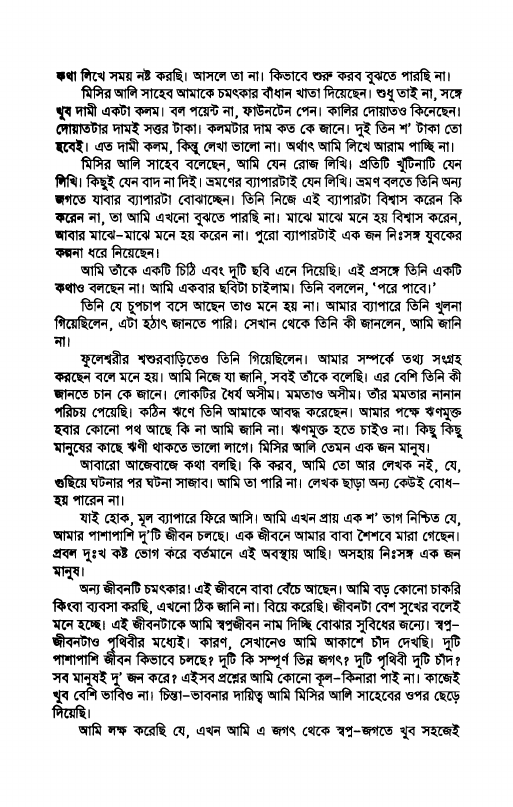 কথা লিখে সময় নষ্ট করছি। আসলে তা না। কিভাবে শুরু করব বুঝতে পারছি না।
মিসির আলি সাহেব আমাকে চমৎকার বাঁধান খাতা দিয়েছেন। শুধু তাই না, সঙ্গে
খুব দামী একটা কলম। বল পয়েন্ট না, ফাউনটেন পেন। কালির দোয়াতও কিনেছেন।
দোয়াতটার দামই সত্তর টাকা। কলমটার দাম কত কে জানে। দুই তিন শ' টাকা তো
হবেই। এত দামী কলম, কিন্তু লেখা ভালো না। অর্থাৎ আমি লিখে আরাম পাচ্ছি না।
মিসির আলি সাহেব বলেছেন, আমি যেন রোজ লিখি। প্রতিটি খুঁটিনাটি যেন
লিখি। কিছুই যেন বাদ না দিই। ভ্রমণের ব্যাপারটাই যেন লিখি। ভ্রমণ বলতে তিনি অন্য
জগতে যাবার ব্যাপারটা বোঝাচ্ছেন। তিনি নিজে এই ব্যাপারটা বিশ্বাস করেন কি
করেন না, তা আমি এখনো বুঝতে পারছি না। মাঝে মাঝে মনে হয় বিশ্বাস করেন,
আবার মাঝে–মাঝে মনে হয় করেন না। পুরো ব্যাপারটাই এক জন নিঃসঙ্গ যুবকের
কল্পনা ধরে নিয়েছেন।
আমি তাঁকে একটি চিঠি এবং দুটি ছবি এনে দিয়েছি। এই প্রসঙ্গে তিনি একটি
কথাও বলছেন না। আমি একবার ছবিটা চাইলাম। তিনি বললেন, 'পরে পাবে।'
তিনি যে চুপচাপ বসে আছেন তাও মনে হয় না। আমার ব্যাপারে তিনি খুলনা
গিয়েছিলেন, এটা হঠাৎ জানতে পারি। সেখান থেকে তিনি কী জানলেন, আমি জানি
না।
ফুলেশ্বরীর শ্বশুরবাড়িতেও তিনি গিয়েছিলেন। আমার সম্পর্কে তথ্য সংগ্রহ
করছেন বলে মনে হয়। আমি নিজে যা জানি, সবই তাঁকে বলেছি। এর বেশি তিনি কী
জানতে চান কে জানে। লোকটির ধৈর্য অসীম। মমতাও অসীম। তাঁর মমতার নানান
পরিচয় পেয়েছি। কঠিন ঋণে তিনি আমাকে আবদ্ধ করেছেন। আমার পক্ষে ঋণমুক্ত
হবার কোনো পথ আছে কি না আমি জানি না। ঋণমুক্ত হতে চাইও না। কিছু কিছু
মানুষের কাছে ঋণী থাকতে ভালো লাগে। মিসির আলি তেমন এক জন মানুষ।
আবারো আজেবাজে কথা বলছি। কি করব, আমি তো আর লেখক নই, যে,
গুছিয়ে ঘটনার পর ঘটনা সাজাব। আমি তা পারি না। লেখক ছাড়া অন্য কেউই বোধ–
হয় পারেন না।
যাই হোক, মূল ব্যাপারে ফিরে আসি। আমি এখন প্রায় এক শ' ভাগ নিশ্চিত যে,
আমার পাশাপাশি দু'টি জীবন চলছে। এক জীবনে আমার বাবা শৈশবে মারা গেছেন।
প্রবল দুঃখ কষ্ট ভোগ করে বর্তমানে এই অবস্থায় আছি। অসহায় নিঃসঙ্গ এক জন
মানুষ।
অন্য জীবনটি চমৎকার! এই জীবনে বাবা বেঁচে আছেন। আমি বড় কোনো চাকরি
কিংবা ব্যবসা করছি, এখনো ঠিক জানি না। বিয়ে করেছি। জীবনটা বেশ সুখের বলেই
মনে হচ্ছে। এই জীবনটাকে আমি স্বপ্নজীবন নাম দিচ্ছি বোঝার সুবিধের জন্যে। স্বপ্ন–
জীবনটাও পৃথিবীর মধ্যেই। কারণ, সেখানেও আমি আকাশে চাঁদ দেখছি। দুটি
পাশাপাশি জীবন কিভাবে চলছে? দুটি কি সম্পূর্ণ ভিন্ন জগৎ? দুটি পৃথিবী দুটি চাঁদ?
সব মানুষই দু' জন করে? এইসব প্রশ্নের আমি কোনো কূল–কিনারা পাই না। কাজেই
খুব বেশি ভাবিও না। চিন্তা–ভাবনার দায়িত্ব আমি মিসির আলি সাহেবের ওপর ছেড়ে
দিয়েছি।
আমি লক্ষ করেছি যে, এখন আমি এ জগৎ থেকে স্বপ্ন–জগতে খুব সহজেই